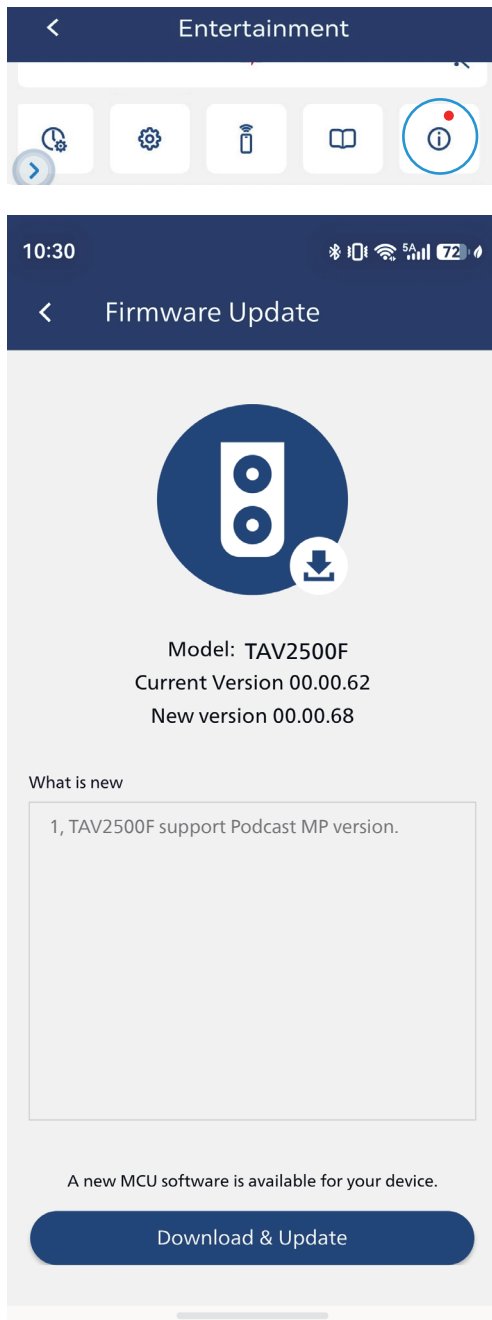 Entertainment
10:30
5A
72
Firmware Update
Model: TAV2500F
Current Version 00.00.62
New version 00.00.68
What is new
1, TAV2500F support Podcast MP version.
A new MCU software is available for your device.
Download & Update